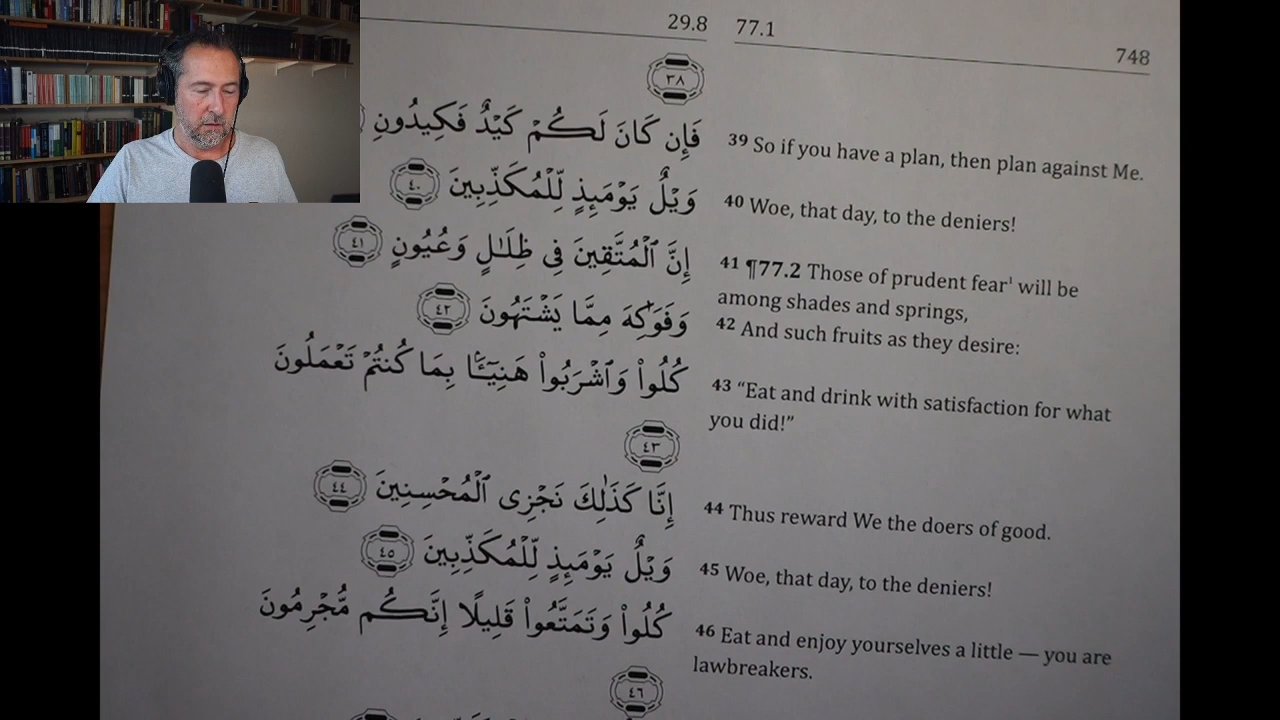 29.8
77.1
748
٣٨
فَإِن كَانَ لَكُمْ كَيْدٌ فَكِيدُونِ
وَيْلٌ يَوْمَئِذٍ لِّلْمُكَذِّبِينَ ٤٠
إِنَّ ٱلْمُتَّقِينَ فِى ظِلَـٰلٍ وَعُيُونٍ ٤١
وَفَوَٰكِهَ مِمَّا يَشْتَهُونَ ٤٢
كُلُوا۟ وَٱشْرَبُوا۟ هَنِيٓـًٔۢا بِمَا كُنتُمْ تَعْمَلُونَ
٤٣
إِنَّا كَذَٰلِكَ نَجْزِى ٱلْمُحْسِنِينَ ٤٤
وَيْلٌ يَوْمَئِذٍ لِّلْمُكَذِّبِينَ ٤٥
كُلُوا۟ وَتَمَتَّعُوا۟ قَلِيلًا إِنَّكُم مُّجْرِمُونَ
٤٦
39 So if you have a plan, then plan against Me.
40 Woe, that day, to the deniers!
41 ¶77.2 Those of prudent fearⁱ will be
among shades and springs,
42 And such fruits as they desire:
43 “Eat and drink with satisfaction for what
you did!”
44 Thus reward We the doers of good.
45 Woe, that day, to the deniers!
46 Eat and enjoy yourselves a little — you are
lawbreakers.